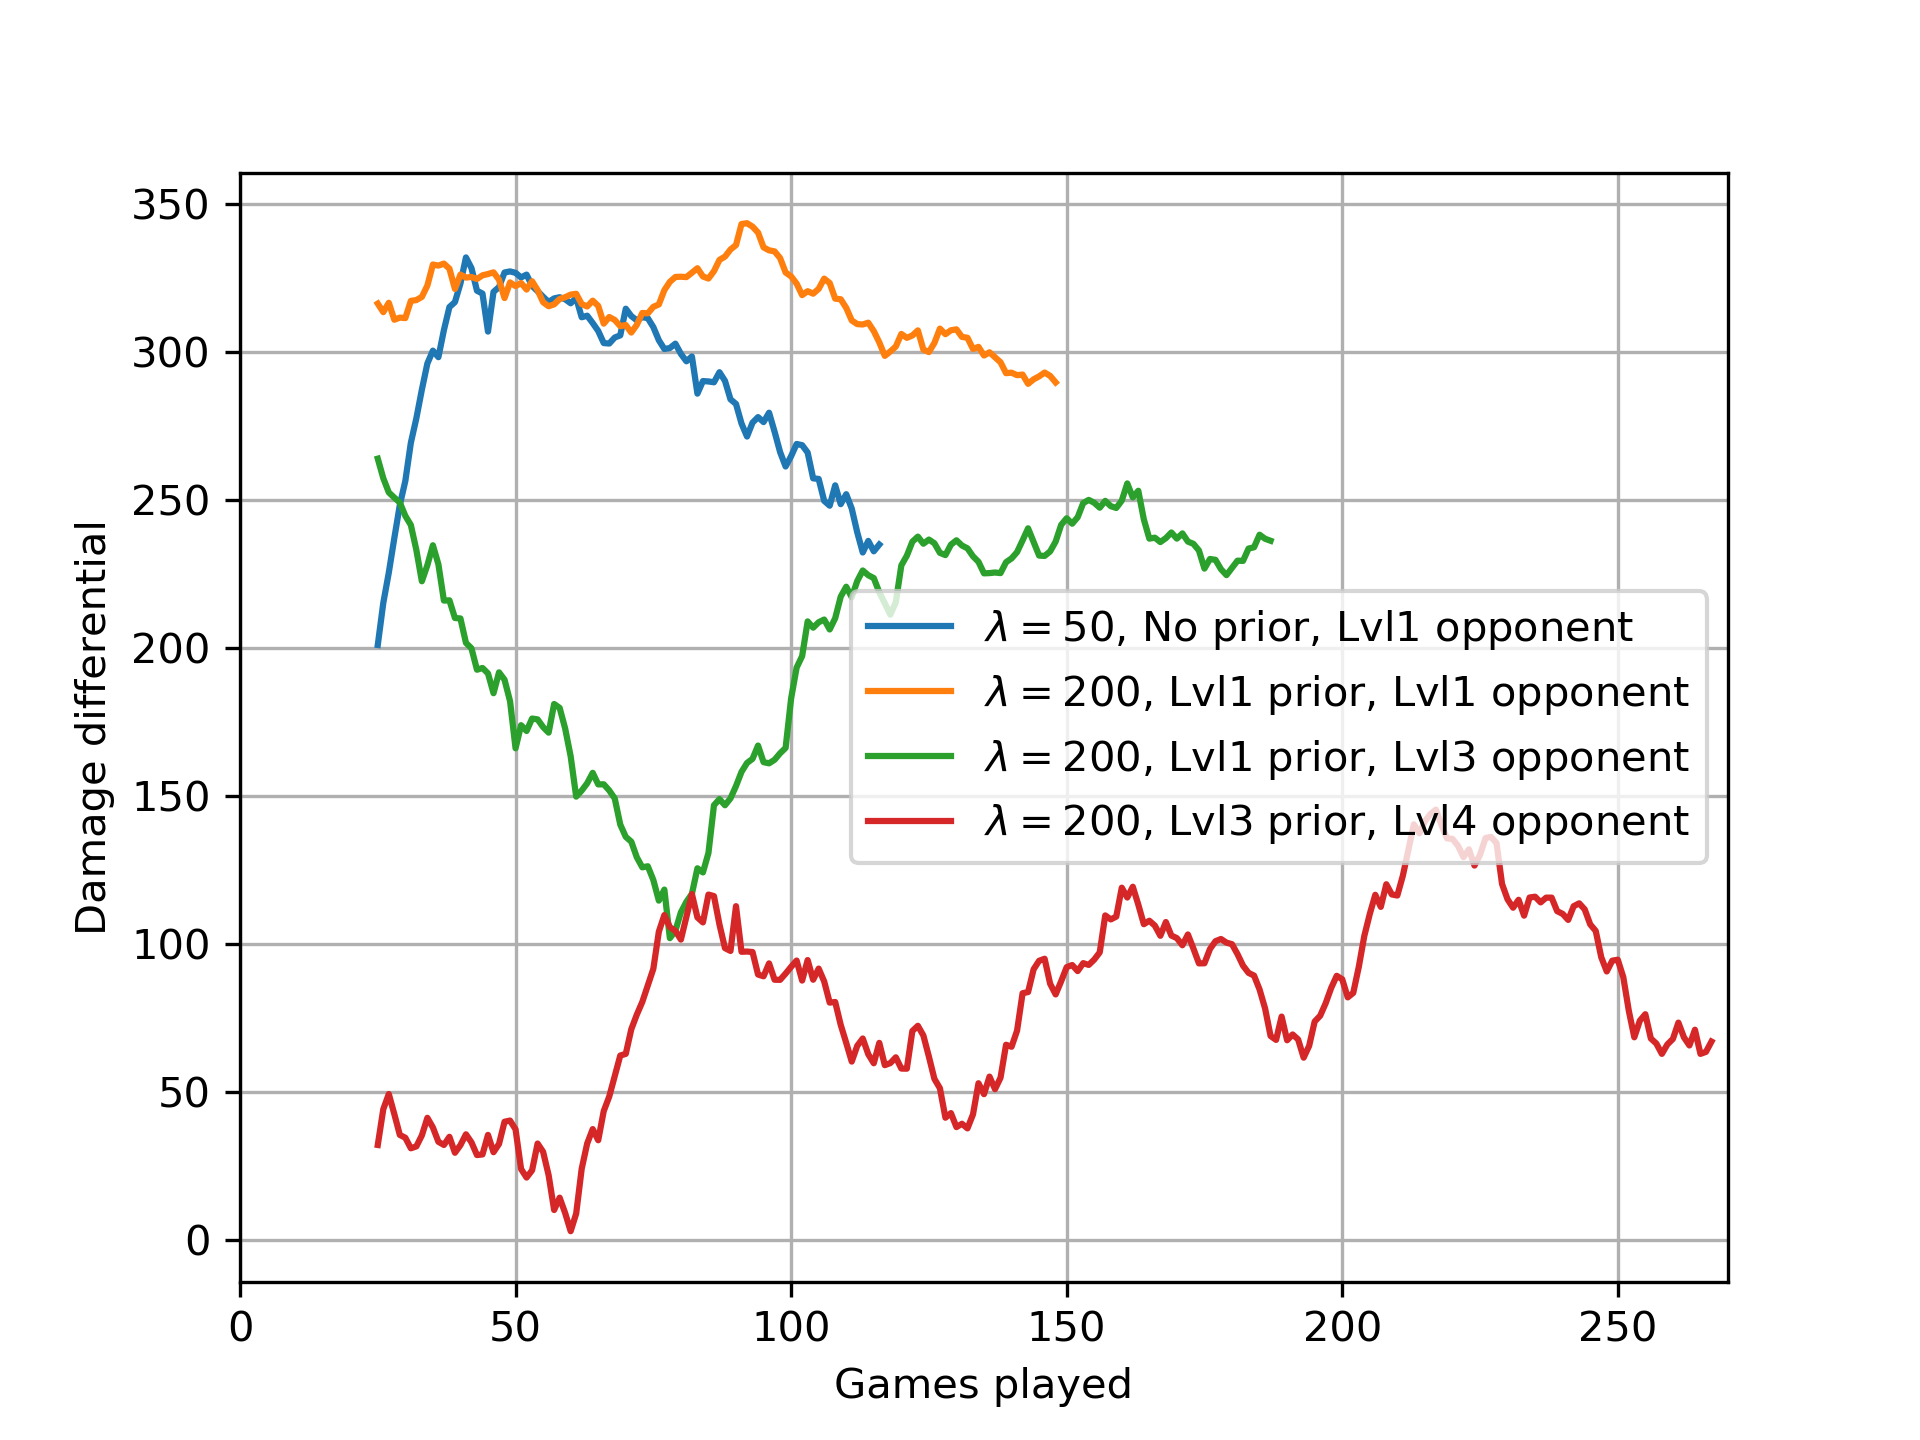 350
300
250
200
150
100
50
0
Damage differential
λ = 50, No prior, Lvl1 opponent
λ = 200, Lvl1 prior, Lvl1 opponent
λ = 200, Lvl1 prior, Lvl3 opponent
λ = 200, Lvl3 prior, Lvl4 opponent
0 50 100 150 200 250
Games played